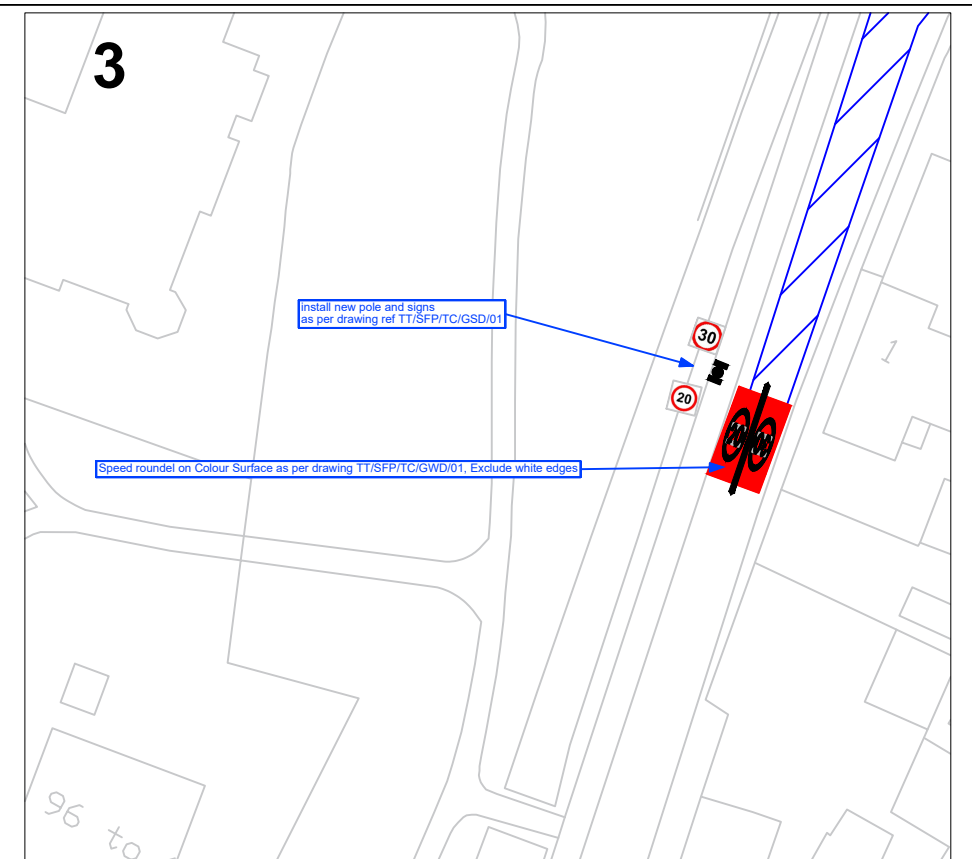 3
install new pole and signs
as per drawing ref TT/SFP/TC/GSD/01
30
1
20
Speed roundel on Colour Surface as per drawing TT/SFP/TC/GWD/01, Exclude white edges
96 to